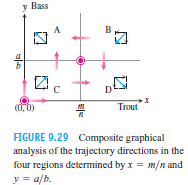 y Bass
A
B
a
b
C
D
(0, 0)
m
n
Trout
x
FIGURE 9.29 Composite graphical
analysis of the trajectory directions in the
four regions determined by x = m/n and
y = a/b.